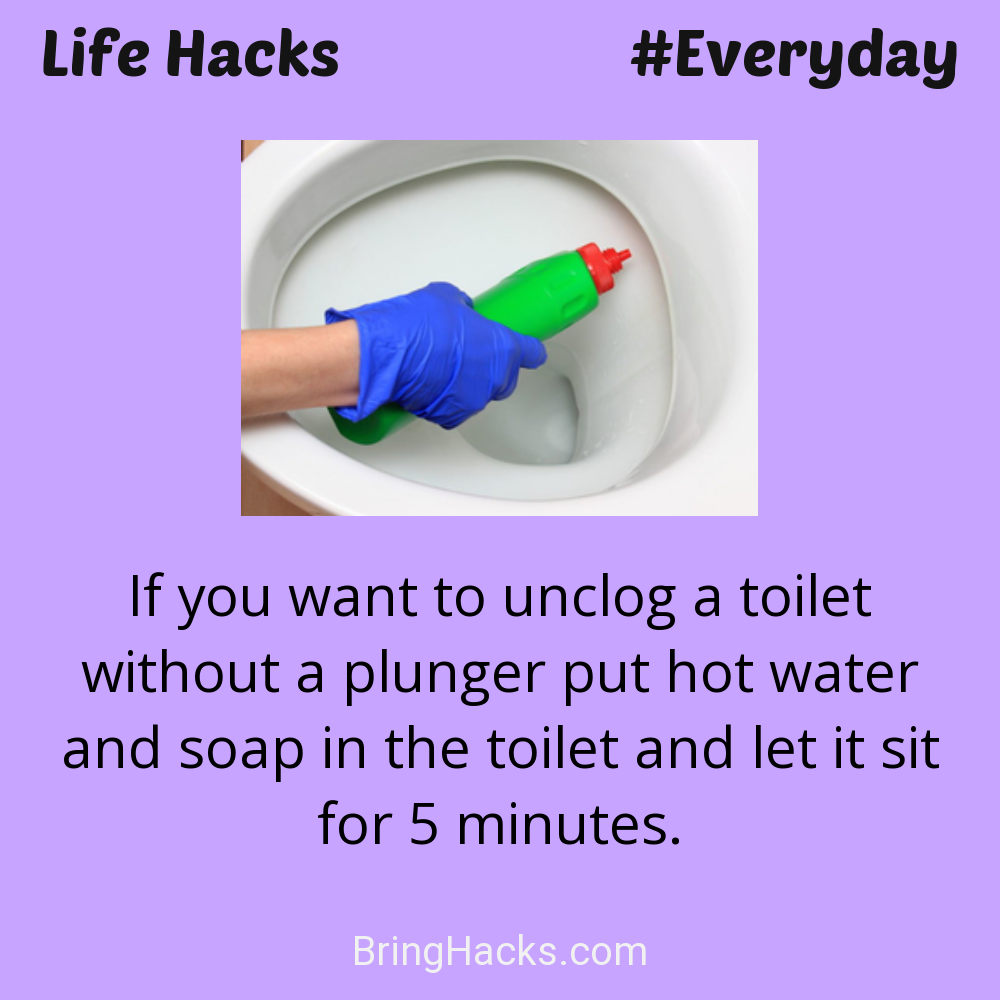 Life Hacks
#Everyday
If you want to unclog a toilet
without a plunger put hot water
and soap in the toilet and let it sit
for 5 minutes.
BringHacks.com